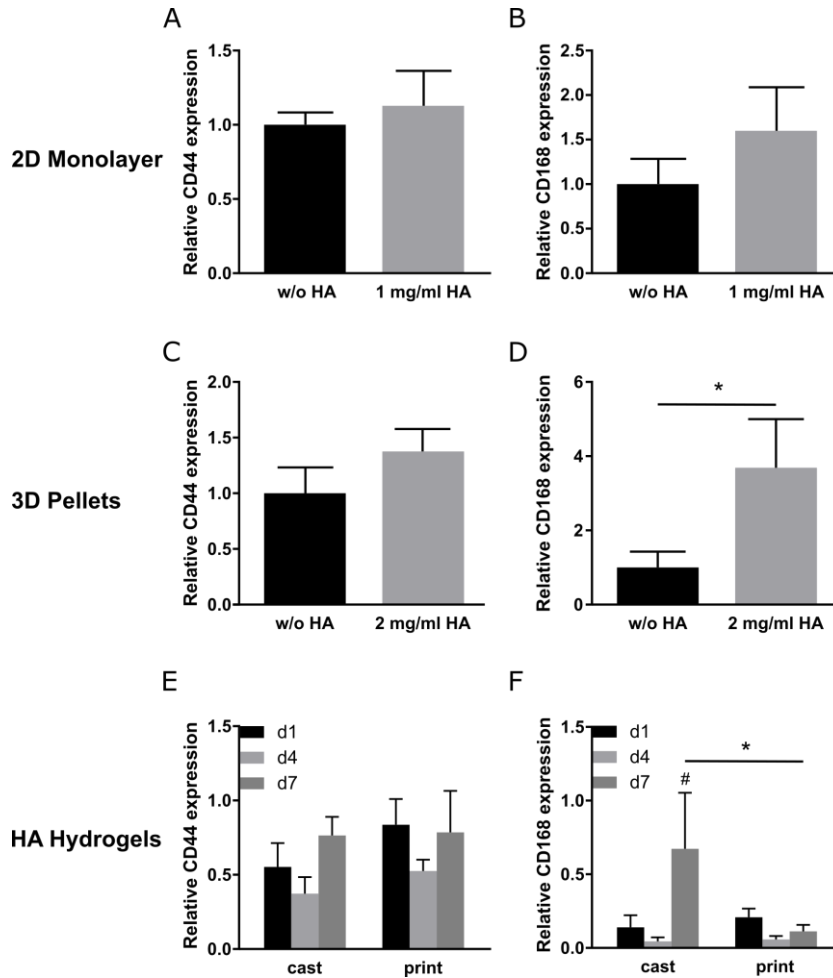 A
B
2D Monolayer
Relative CD44 expression
1.5
1.0
0.5
0.0
w/o HA
1 mg/ml HA
Relative CD168 expression
2.5
2.0
1.5
1.0
0.5
0.0
w/o HA
1 mg/ml HA
C
D
3D Pellets
Relative CD44 expression
2.0
1.5
1.0
0.5
0.0
w/o HA
2 mg/ml HA
Relative CD168 expression
6
4
2
0
*
w/o HA
2 mg/ml HA
E
F
HA Hydrogels
Relative CD44 expression
1.5
1.0
0.5
0.0
d1
d4
d7
cast
print
Relative CD168 expression
1.5
1.0
0.5
0.0
d1
d4
d7
#
*
cast
print